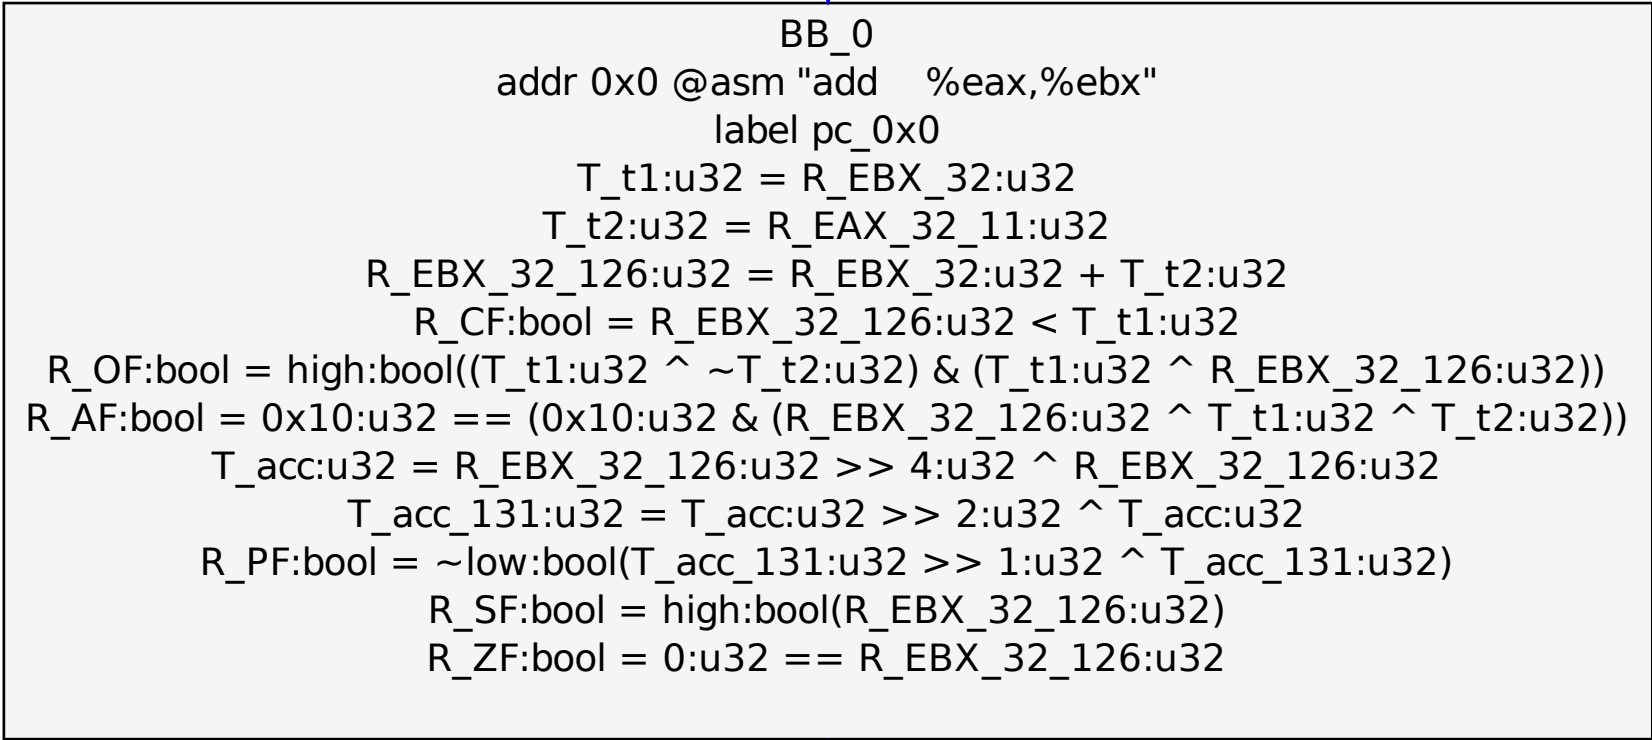 BB_0
addr 0x0 @asm "add    %eax,%ebx"
label pc_0x0
T_t1:u32 = R_EBX_32:u32
T_t2:u32 = R_EAX_32_11:u32
R_EBX_32_126:u32 = R_EBX_32:u32 + T_t2:u32
R_CF:bool = R_EBX_32_126:u32 < T_t1:u32
R_OF:bool = high:bool((T_t1:u32 ^ ~T_t2:u32) & (T_t1:u32 ^ R_EBX_32_126:u32))
R_AF:bool = 0x10:u32 == (0x10:u32 & (R_EBX_32_126:u32 ^ T_t1:u32 ^ T_t2:u32))
T_acc:u32 = R_EBX_32_126:u32 >> 4:u32 ^ R_EBX_32_126:u32
T_acc_131:u32 = T_acc:u32 >> 2:u32 ^ T_acc:u32
R_PF:bool = ~low:bool(T_acc_131:u32 >> 1:u32 ^ T_acc_131:u32)
R_SF:bool = high:bool(R_EBX_32_126:u32)
R_ZF:bool = 0:u32 == R_EBX_32_126:u32